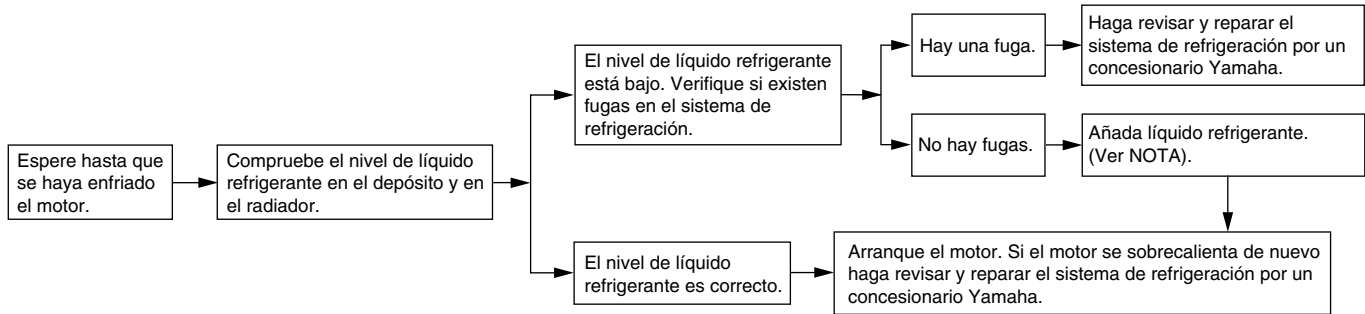 Espere hasta que
se haya enfriado
el motor.
Compruebe el nivel de líquido
refrigerante en el depósito y en
el radiador.
El nivel de líquido refrigerante
está bajo. Verifique si existen
fugas en el sistema de
refrigeración.
Hay una fuga.
Haga revisar y reparar el
sistema de refrigeración por un
concesionario Yamaha.
No hay fugas.
Añada líquido refrigerante.
(Ver NOTA).
El nivel de líquido
refrigerante es correcto.
Arranque el motor. Si el motor se sobrecalienta de nuevo
haga revisar y reparar el sistema de refrigeración por un
concesionario Yamaha.